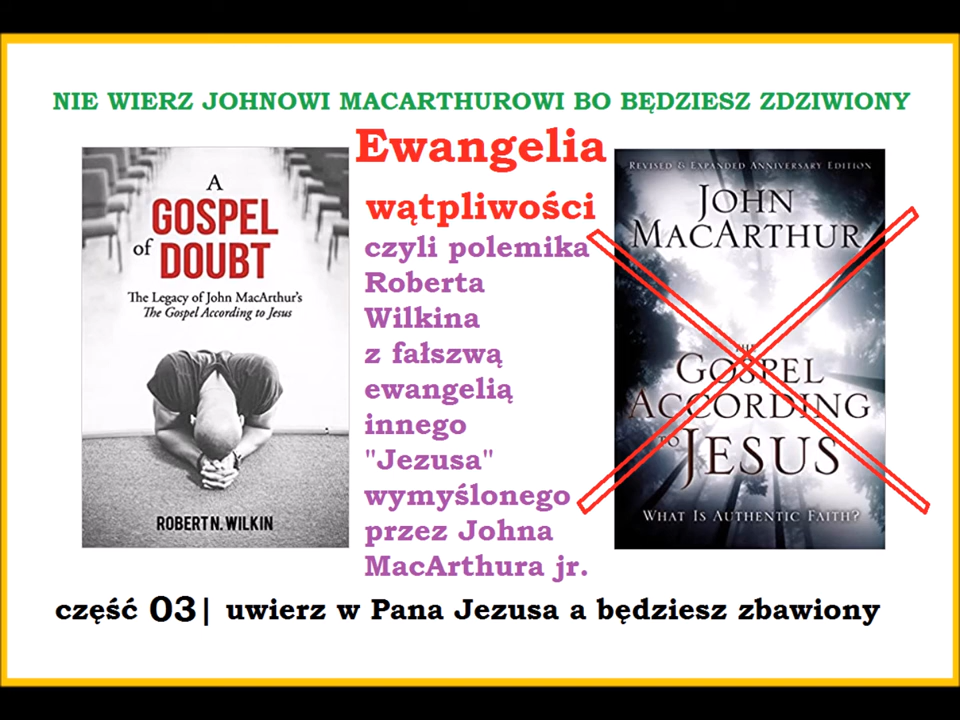 NIE WIERZ JOHNOWI MACARTHUROWI BO BĘDZIESZ ZDZIWIONY
A
GOSPEL
of DOUBT
The Legacy of John MacArthur's
The Gospel According to Jesus
ROBERT N. WILKIN
Ewangelia
wątpliwości
czyli polemika
Roberta
Wilkina
z fałszwą
ewangelią
innego
"Jezusa"
wymyślonego
przez Johna
MacArthura jr.
REVISED & EXPANDED ANNIVERSARY EDITION
JOHN
MACARTHUR
THE
GOSPEL
ACCORDING
TO JESUS
WHAT IS AUTHENTIC FAITH?
część 03| uwierz w Pana Jezusa a będziesz zbawiony